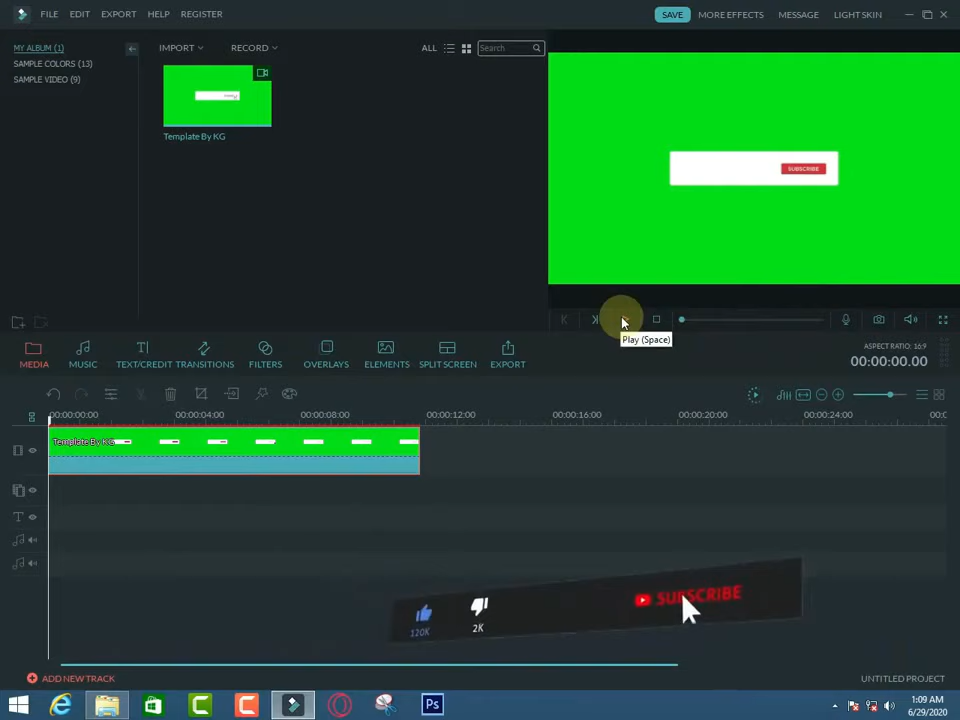 FILE EDIT EXPORT HELP REGISTER SAVE MORE EFFECTS MESSAGE LIGHT SKIN
MY ALBUM (1) IMPORT RECORD ALL Search
SAMPLE COLORS (13)
SAMPLE VIDEO (9)
Template By KG
SUBSCRIBE
Play (Space)
ASPECT RATIO: 16:9
00:00:00.00
MEDIA MUSIC TEXT/CREDIT TRANSITIONS FILTERS OVERLAYS ELEMENTS SPLIT SCREEN EXPORT
00:00:00:00 00:00:04:00 00:00:08:00 00:00:12:00 00:00:16:00 00:00:20:00 00:00:24:00 00:0
Template By KG
T
120K 2K SUBSCRIBE
ADD NEW TRACK UNTITLED PROJECT
Ps
1:09 AM
6/29/2020